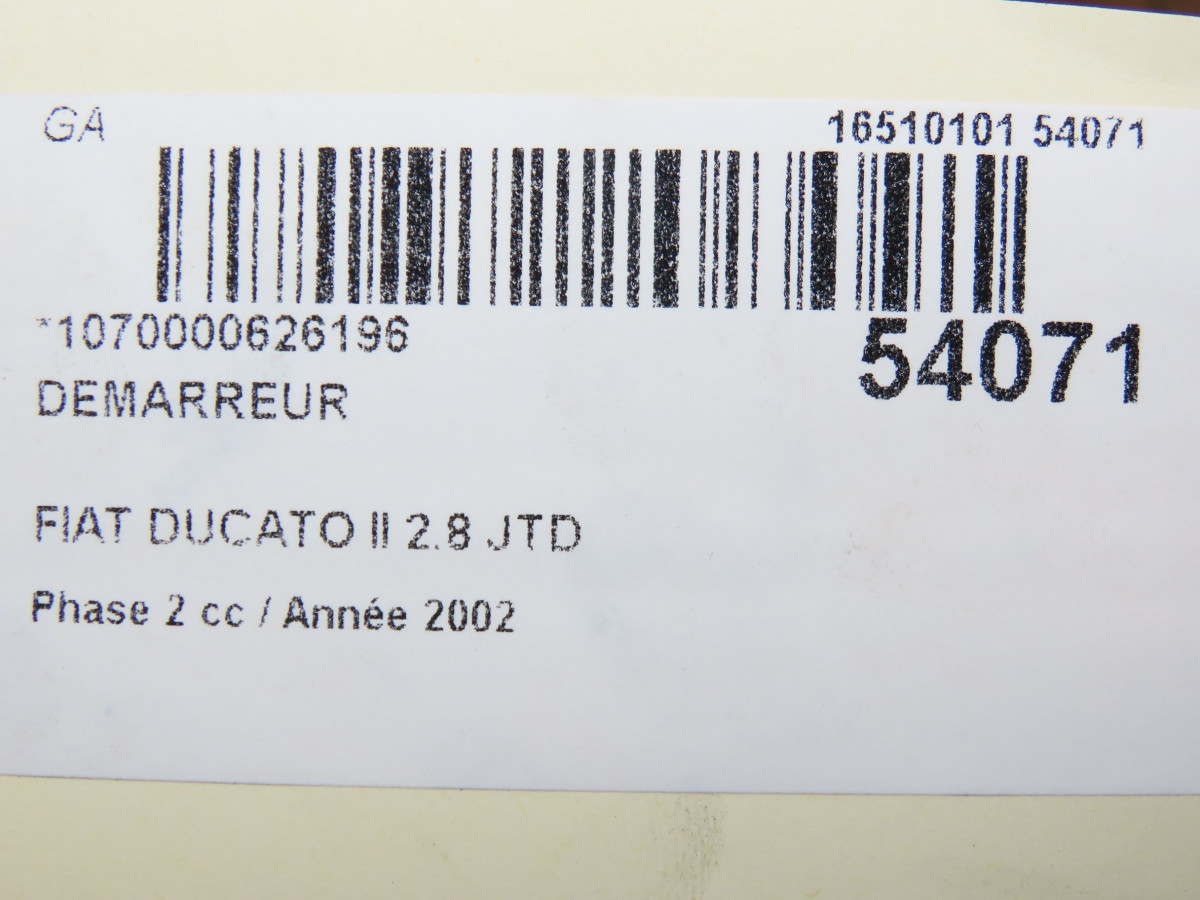 GA
16510101 54071
*1070000626196
54071
DEMARREUR
FIAT DUCATO II 2.8 JTD
Phase 2 cc / Année 2002